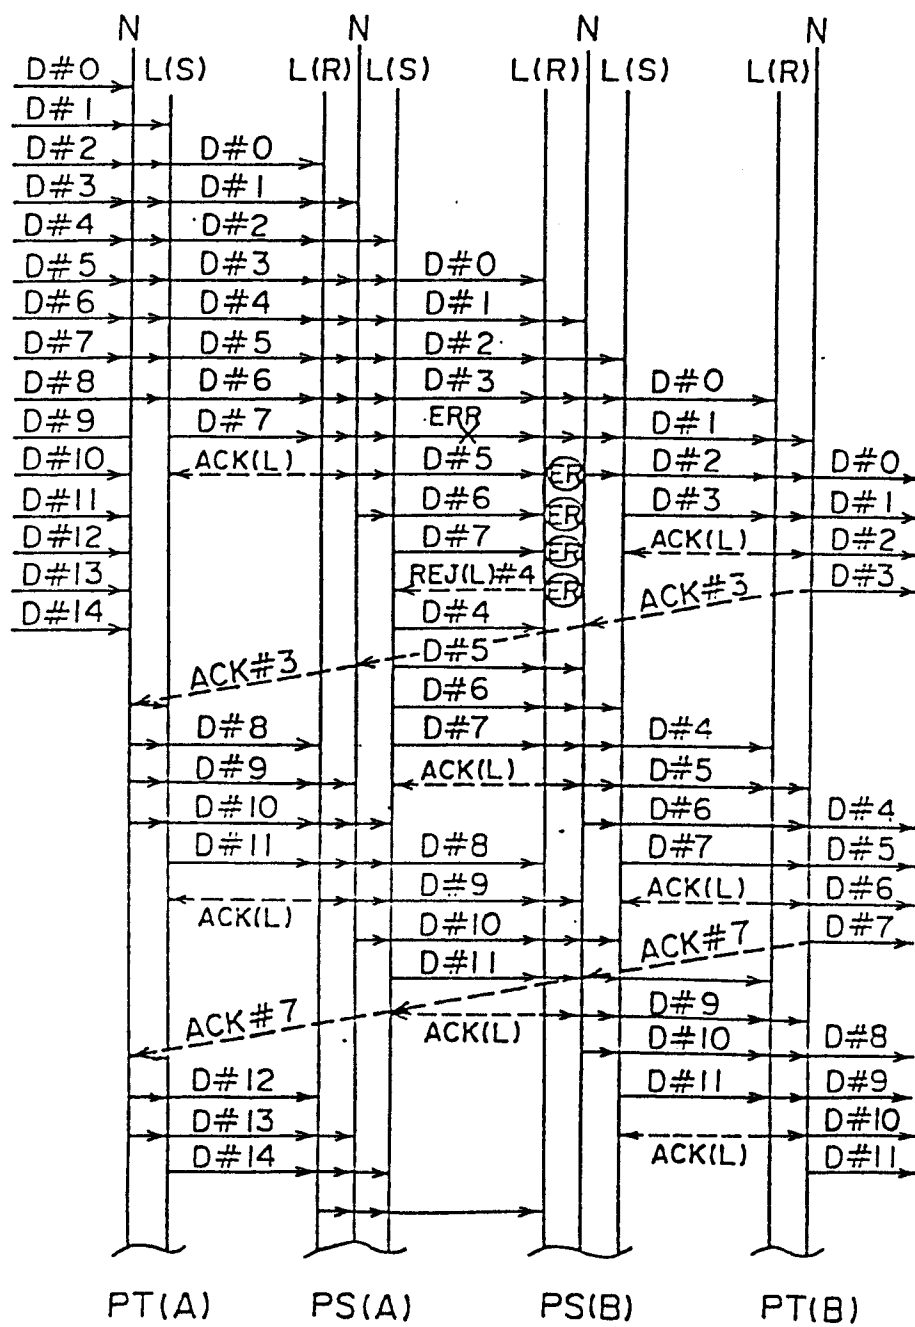 N N N N
D#0 L(S) L(R) L(S) L(R) L(S) L(R)
D#1
D#2 D#0
D#3 D#1
D#4 D#2
D#5 D#3 D#0
D#6 D#4 D#1
D#7 D#5 D#2
D#8 D#6 D#3 D#0
D#9 D#7 ERR D#1
D#10 ACK(L) D#5 ER D#2 D#0
D#11 D#6 ER D#3 D#1
D#12 D#7 ER ACK(L) D#2
D#13 REJ(L)#4 ER ACK#3 D#3
D#14 D#4
ACK#3 D#5
D#6
D#8 D#7 D#4
D#9 ACK(L) D#5
D#10 D#6 D#4
D#11 D#8 D#7 D#5
ACK(L) D#9 ACK(L) D#6
D#10 ACK#7 D#7
D#11
ACK#7 ACK(L) D#9
D#10 D#8
D#12 D#11 D#9
D#13 ACK(L) D#10
D#14 D#11
PT(A) PS(A) PS(B) PT(B)